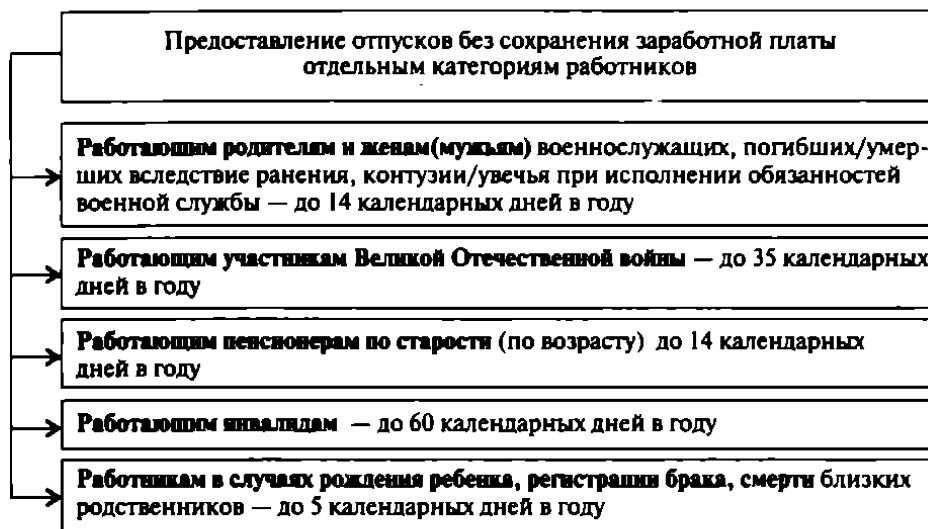 Предоставление отпусков без сохранения заработной платы
отдельным категориям работников
Работающим родителям и женам(мужьям) военнослужащих, погибших/умер-
ших вследствие ранения, контузии/увечья при исполнении обязанностей
военной службы — до 14 календарных дней в году
Работающим участникам Великой Отечественной войны — до 35 календарных
дней в году
Работающим пенсионерам по старости (по возрасту) до 14 календарных
дней в году
Работающим инвалидам — до 60 календарных дней в году
Работникам в случаях рождения ребенка, регистрации брака, смерти близких
родственников — до 5 календарных дней в году